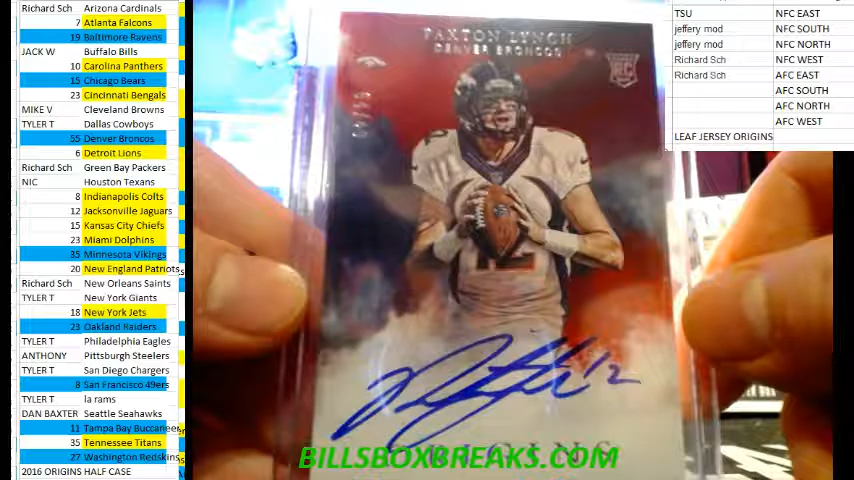 Richard Sch Arizona Cardinals
7 Atlanta Falcons
19 Baltimore Ravens
JACK W Buffalo Bills
10 Carolina Panthers
15 Chicago Bears
23 Cincinnati Bengals
MIKE V Cleveland Browns
TYLER T Dallas Cowboys
55 Denver Broncos
6 Detroit Lions
Richard Sch Green Bay Packers
NIC Houston Texans
8 Indianapolis Colts
12 Jacksonville Jaguars
15 Kansas City Chiefs
23 Miami Dolphins
35 Minnesota Vikings
20 New England Patriots
Richard Sch New Orleans Saints
TYLER T New York Giants
18 New York Jets
23 Oakland Raiders
TYLER T Philadelphia Eagles
ANTHONY Pittsburgh Steelers
TYLER T San Diego Chargers
8 San Francisco 49ers
TYLER T la rams
DAN BAXTER Seattle Seahawks
11 Tampa Bay Buccaneer
35 Tennessee Titans
27 Washington Redskins
2016 ORIGINS HALF CASE
PAXTON LYNCH
DENVER BRONCOS
RC
12
ORIGINS
BILLSBOXBREAKS.COM
TSU NFC EAST
jeffery mod NFC SOUTH
jeffery mod NFC NORTH
Richard Sch NFC WEST
Richard Sch AFC EAST
AFC SOUTH
AFC NORTH
AFC WEST
LEAF JERSEY ORIGINS